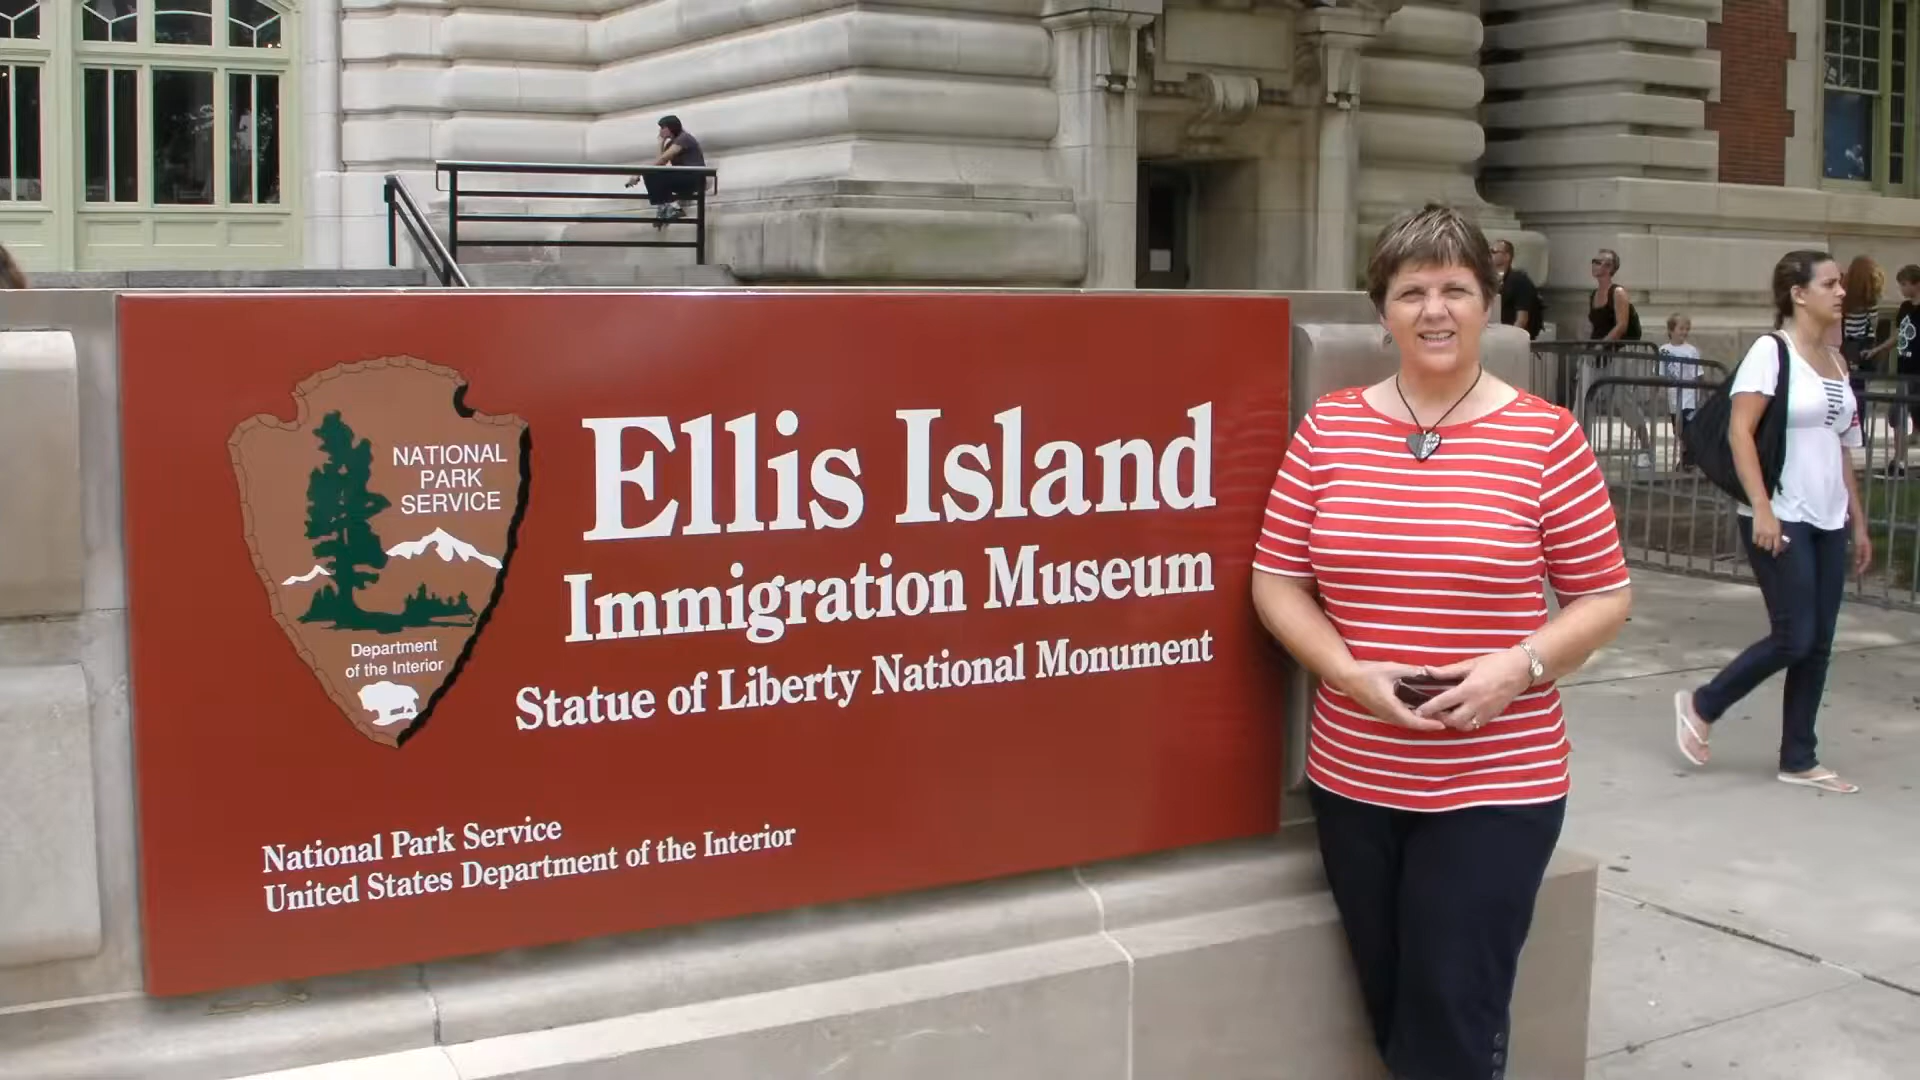 NATIONAL
PARK
SERVICE
Department
of the Interior
Ellis Island
Immigration Museum
Statue of Liberty National Monument
National Park Service
United States Department of the Interior